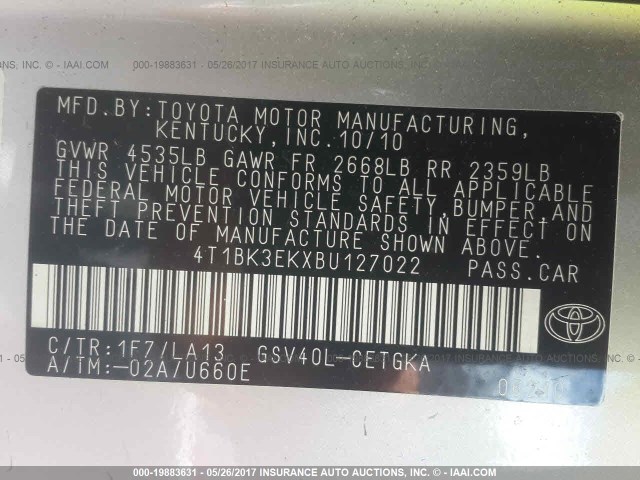 000-19883631 - 05/26/2017 INSURANCE AUTO AUCTIONS, INC. - © IAAI.COM
MFD.BY:TOYOTA MOTOR MANUFACTURING,
KENTUCKY,INC.10/10
GVWR 4535LB GAWR FR 2668LB RR 2359LB
THIS VEHICLE CONFORMS TO ALL APPLICABLE
FEDERAL MOTOR VEHICLE SAFETY,BUMPER,AND
THEFT PREVENTION STANDARDS IN EFFECT ON
THE DATE OF MANUFACTURE SHOWN ABOVE.
4T1BK3EKXBU127022 PASS.CAR
C/TR:1F7/LA13 GSV40L-CETGKA
A/TM:-02A/U660E
000-19883631 - 05/26/2017 INSURANCE AUTO AUCTIONS, INC. - © IAAI.COM